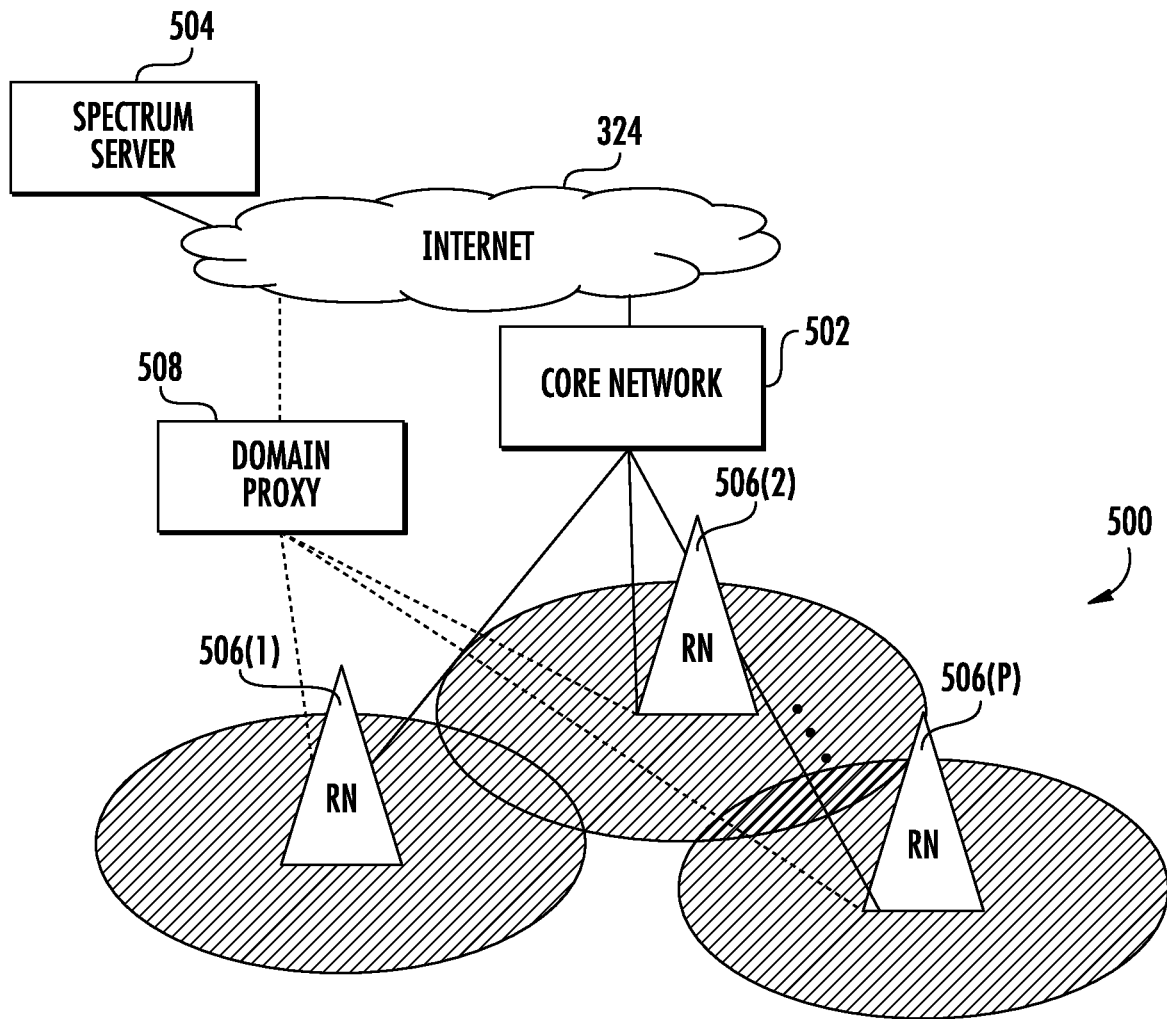 504
SPECTRUM
SERVER
324
INTERNET
502
CORE NETWORK
508
DOMAIN
PROXY
506(2)
500
RN
506(1)
506(P)
RN
RN